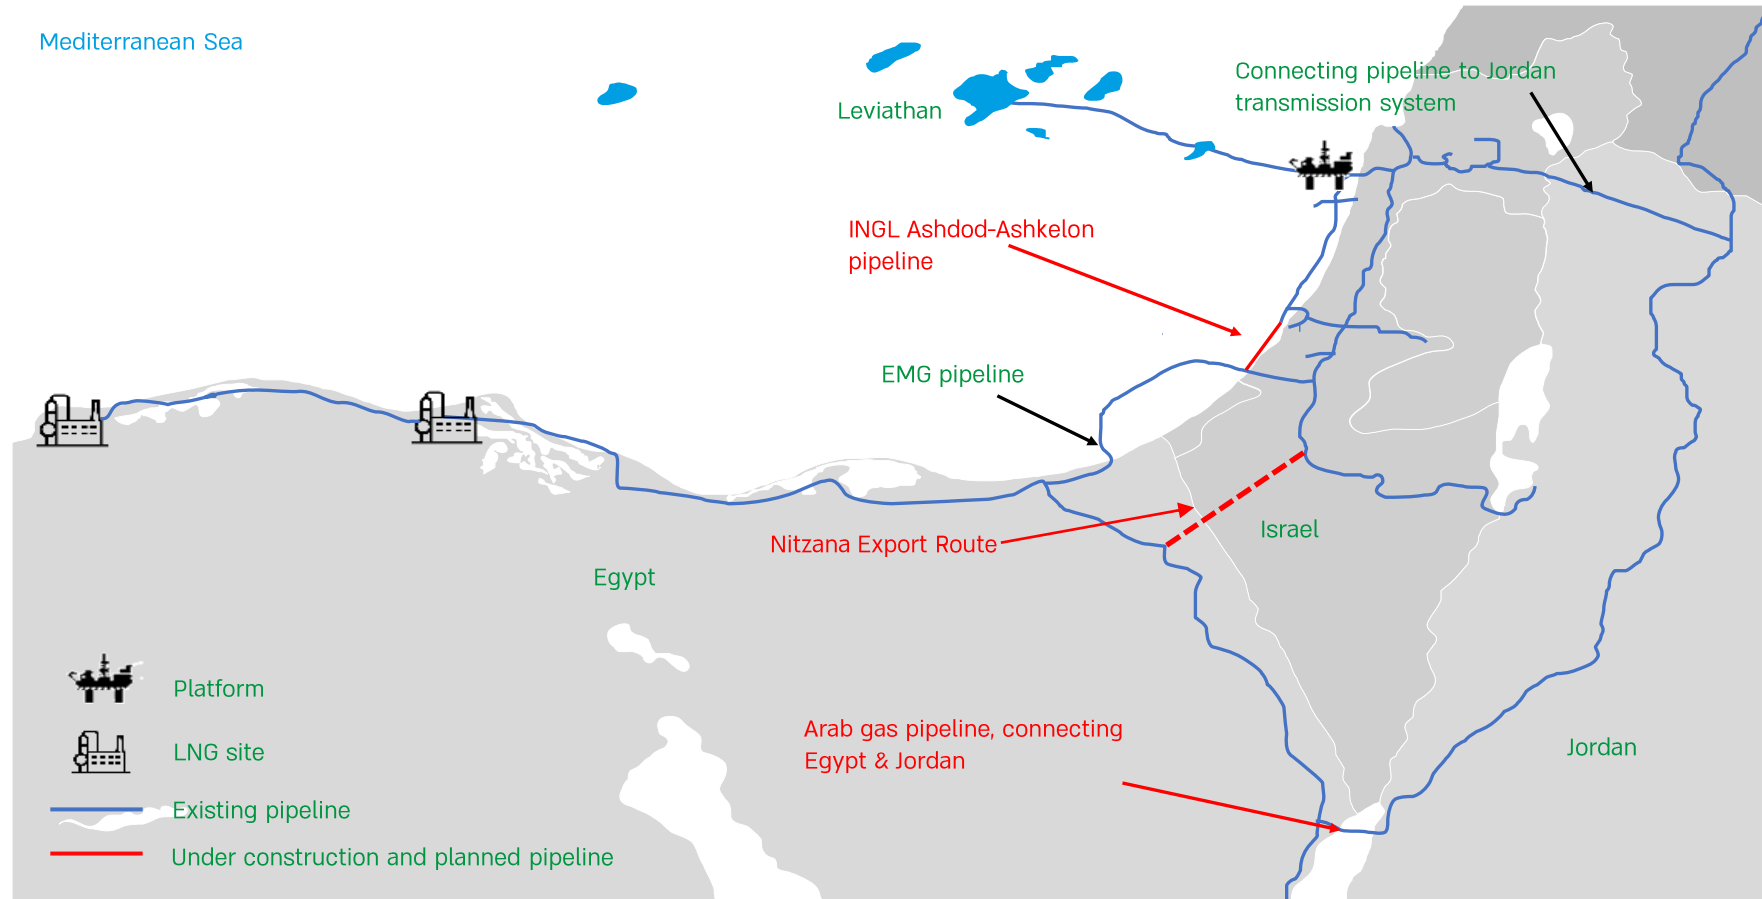 Mediterranean Sea
Connecting pipeline to Jordan
transmission system
Leviathan
INGL Ashdod-Ashkelon
pipeline
EMG pipeline
Nitzana Export Route
Israel
Egypt
Platform
Arab gas pipeline, connecting
Egypt & Jordan
LNG site
Jordan
Existing pipeline
Under construction and planned pipeline